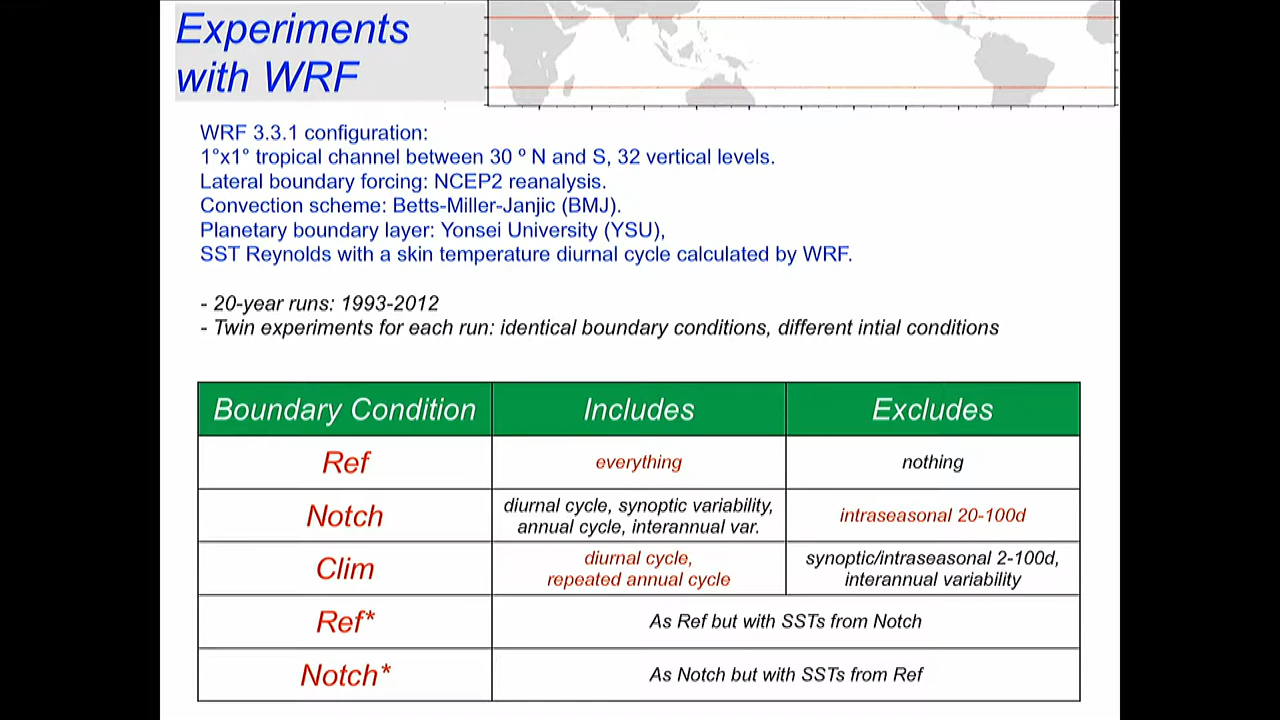 Experiments
with WRF
WRF 3.3.1 configuration:
1°x1° tropical channel between 30 º N and S, 32 vertical levels.
Lateral boundary forcing: NCEP2 reanalysis.
Convection scheme: Betts-Miller-Janjic (BMJ).
Planetary boundary layer: Yonsei University (YSU),
SST Reynolds with a skin temperature diurnal cycle calculated by WRF.
- 20-year runs: 1993-2012
- Twin experiments for each run: identical boundary conditions, different intial conditions
Boundary Condition Includes Excludes
Ref everything nothing
Notch diurnal cycle, synoptic variability, annual cycle, interannual var. intraseasonal 20-100d
Clim diurnal cycle, repeated annual cycle synoptic/intraseasonal 2-100d, interannual variability
Ref* As Ref but with SSTs from Notch
Notch* As Notch but with SSTs from Ref